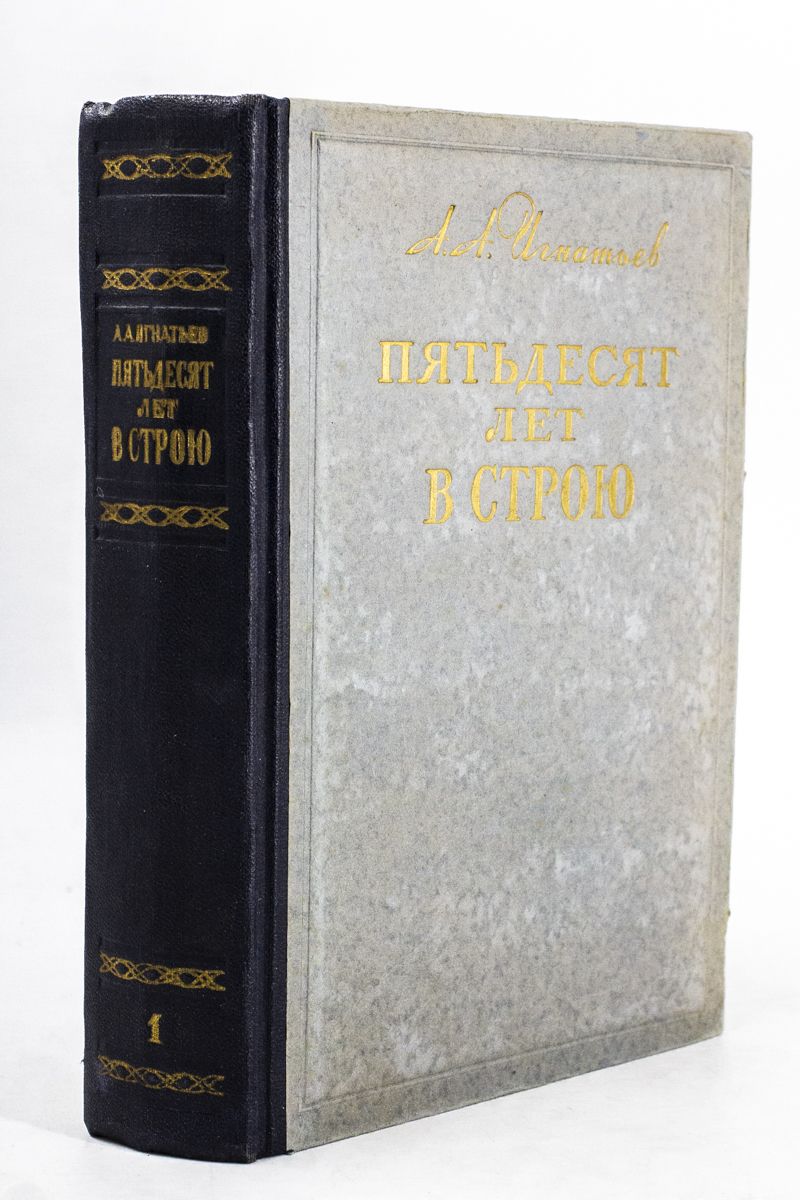 А.А.ИГНАТЬЕВ
ПЯТЬДЕСЯТ
ЛЕТ
В СТРОЮ
1
А. А. Игнатьев
ПЯТЬДЕСЯТ
ЛЕТ
В СТРОЮ